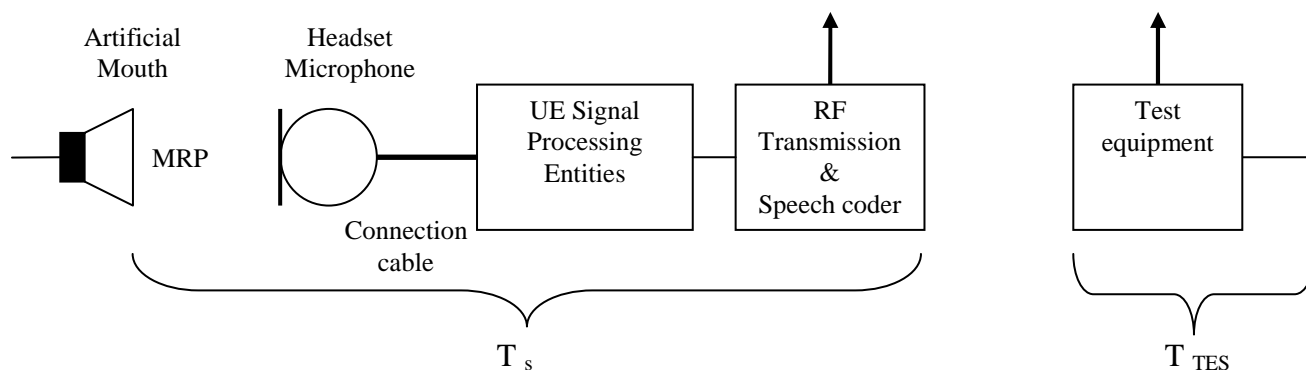 Artificial
Mouth
MRP
Headset
Microphone
Connection
cable
UE Signal
Processing
Entities
RF
Transmission
&
Speech coder
Test
equipment
T s
T TES